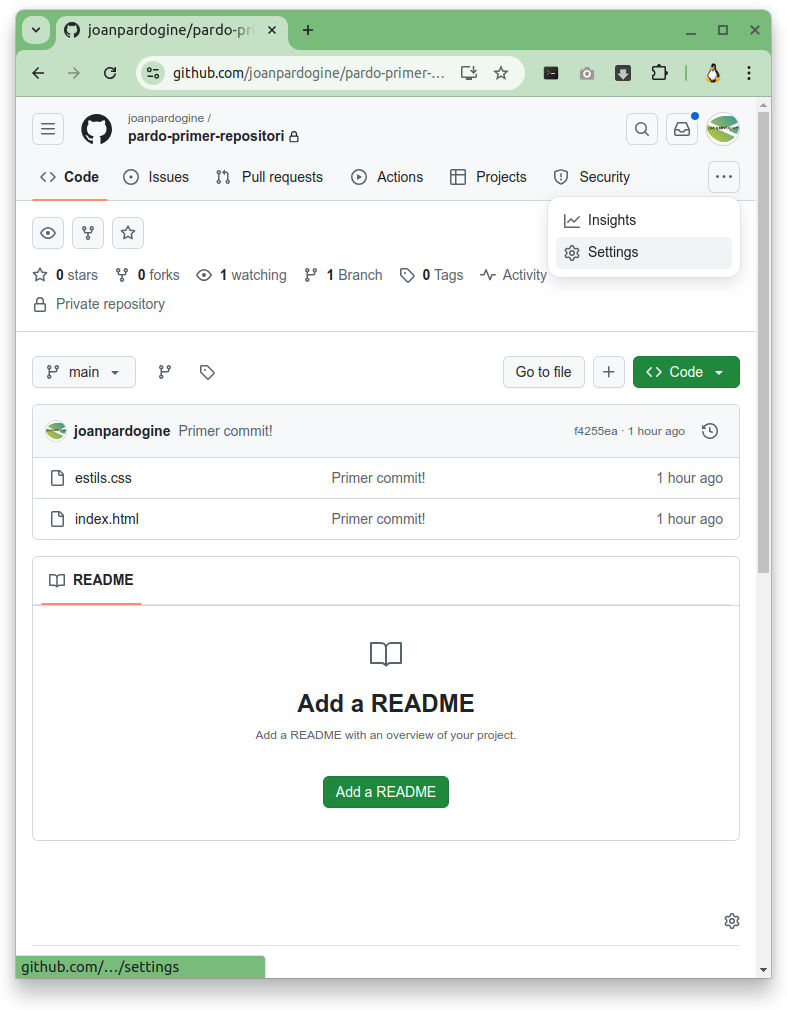 joanpardogine/pardo-pri
github.com/joanpardogine/pardo-primer-...
joanpardogine /
pardo-primer-repositori
Code Issues Pull requests Actions Projects Security
Insights
Settings
0 stars 0 forks 1 watching 1 Branch 0 Tags Activity
Private repository
main Go to file Code
joanpardogine Primer commit! f4255ea · 1 hour ago
estils.css Primer commit! 1 hour ago
index.html Primer commit! 1 hour ago
README
Add a README
Add a README with an overview of your project.
Add a README
github.com/.../settings